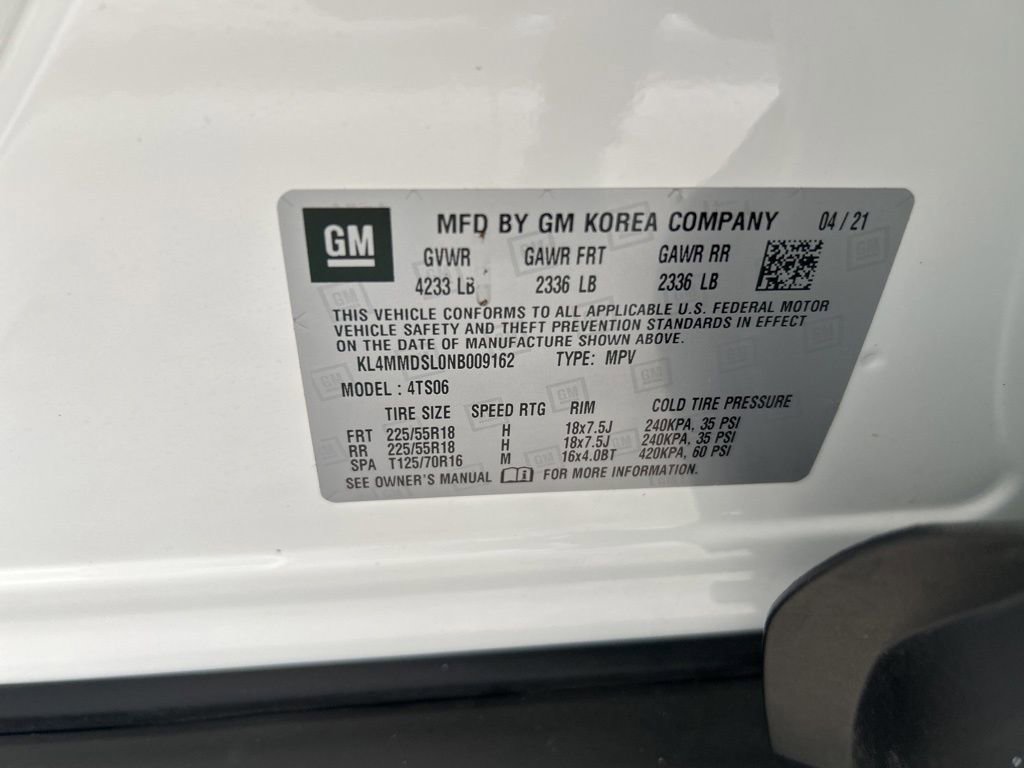 GM
MFD BY GM KOREA COMPANY 04/21
GVWR GAWR FRT GAWR RR
4233 LB 2336 LB 2336 LB
THIS VEHICLE CONFORMS TO ALL APPLICABLE U.S. FEDERAL MOTOR
VEHICLE SAFETY AND THEFT PREVENTION STANDARDS IN EFFECT
ON THE DATE OF MANUFACTURE SHOWN ABOVE.
KL4MMDSL0NB009162 TYPE: MPV
MODEL : 4TS06
TIRE SIZE SPEED RTG RIM COLD TIRE PRESSURE
FRT 225/55R18 H 18x7.5J 240KPA, 35 PSI
RR 225/55R18 H 18x7.5J 240KPA, 35 PSI
SPA T125/70R16 M 16x4.0BT 420KPA, 60 PSI
SEE OWNER'S MANUAL FOR MORE INFORMATION.